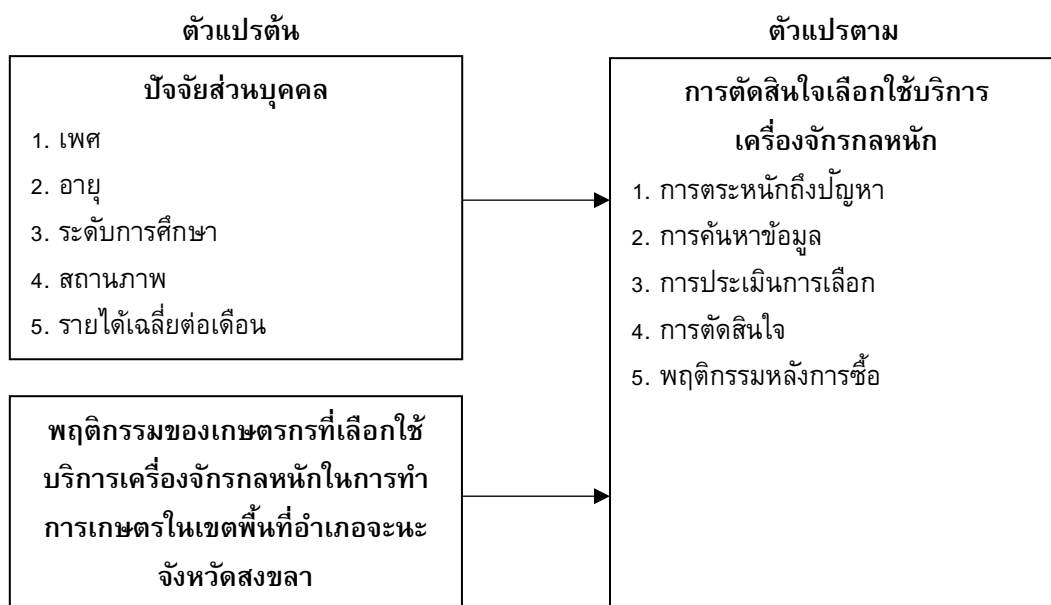 ตัวแปรต้น
ปัจจัยส่วนบุคคล
1. เพศ
2. อายุ
3. ระดับการศึกษา
4. สถานภาพ
5. รายได้เฉลี่ยต่อเดือน
พฤติกรรมของเกษตรกรที่เลือกใช้
บริการเครื่องจักรกลหนักในการทำ
การเกษตรในเขตพื้นที่อำเภอจะนะ
จังหวัดสงขลา
ตัวแปรตาม
การตัดสินใจเลือกใช้บริการ
เครื่องจักรกลหนัก
1. การตระหนักถึงปัญหา
2. การค้นหาข้อมูล
3. การประเมินการเลือก
4. การตัดสินใจ
5. พฤติกรรมหลังการซื้อ